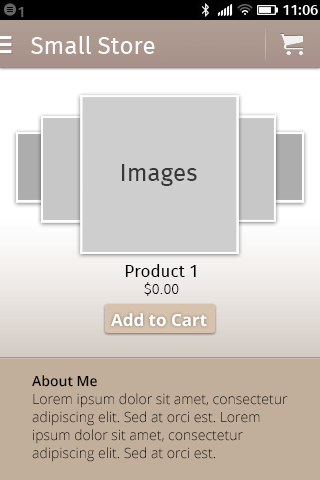 1 11:06
Small Store
Images
Product 1
$0.00
Add to Cart
About Me
Lorem ipsum dolor sit amet, consectetur
adipiscing elit. Sed at orci est. Lorem
ipsum dolor sit amet, consectetur
adipiscing elit. Sed at orci est.